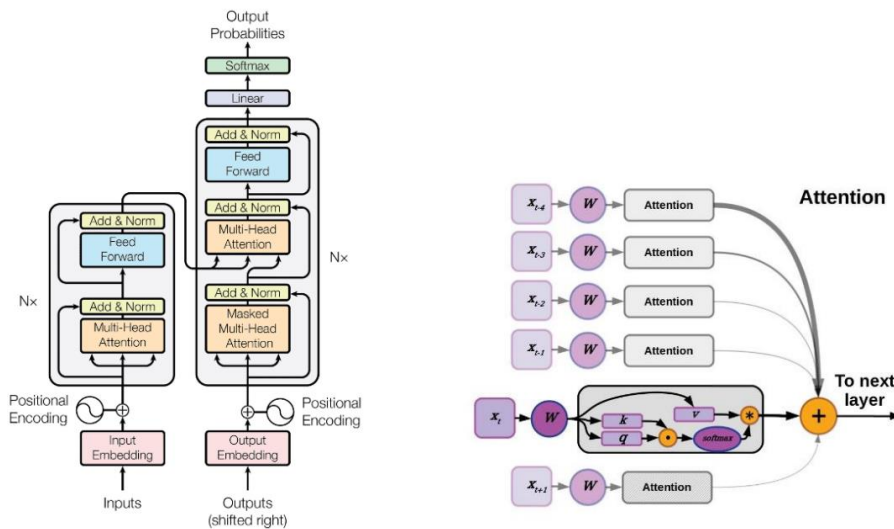 Output
Probabilities
Softmax
Linear
Add & Norm
Feed
Forward
Add & Norm
Multi-Head
Attention
Add & Norm
Masked
Multi-Head
Attention
N×
Add & Norm
Feed
Forward
Add & Norm
Multi-Head
Attention
N×
Positional
Encoding
Positional
Encoding
Input
Embedding
Output
Embedding
Inputs
Outputs
(shifted right)
Attention
x_{t-4} W Attention
x_{t-3} W Attention
x_{t-2} W Attention
x_{t-1} W Attention
To next
layer
x_t W k q v softmax * +
x_{t+1} W Attention